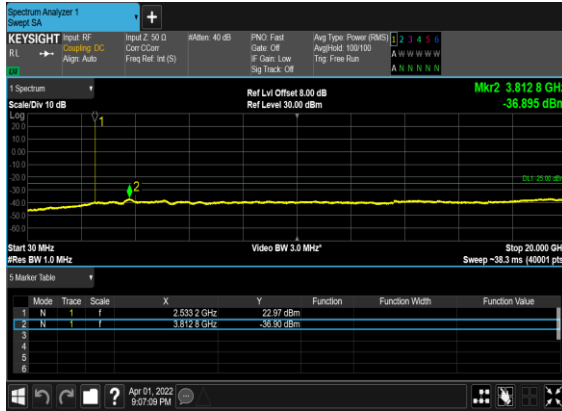 Spectrum Analyzer 1
Swept SA
+
KEYSIGHT Input: RF Input Z: 50 Ω #Atten: 40 dB PNO: Fast Avg Type: Power (RMS) 1 2 3 4 5 6
RL Coupling: DC Corr CCorr Gate: Off Avg|Hold: 100/100 A W W W W W
Align: Auto Freq Ref: Int (S) IF Gain: Low Trig: Free Run
Sig Track: Off A N N N N N
1 Spectrum Ref Lvl Offset 8.00 dB Mkr2 3.812 8 GHz
Scale/Div 10 dB Ref Level 30.00 dBm -36.895 dBm
Log
20.0
10.0
0.00
-10.0
-20.0
-30.0
-40.0
-50.0
-60.0
1
2
DL1 -25.00 dBm
Start 30 MHz Video BW 3.0 MHz* Stop 20.000 GHz
#Res BW 1.0 MHz Sweep ~38.3 ms (40001 pts)
5 Marker Table
Mode Trace Scale X Y Function Function Width Function Value
1 N 1 f 2.533 2 GHz 22.97 dBm
2 N 1 f 3.812 8 GHz -36.90 dBm
3
4
5
6
? Apr 01, 2022
9:07:09 PM